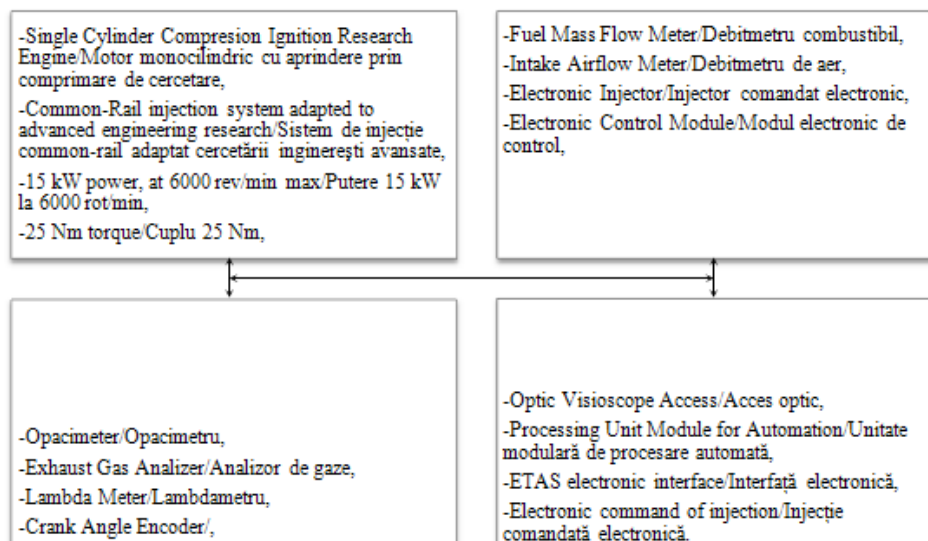 -Single Cylinder Compresion Ignition Research
Engine/Motor monocilindric cu aprindere prin
comprimare de cercetare,
-Common-Rail injection system adapted to
advanced engineering research/Sistem de injecție
common-rail adaptat cercetării inginerești avansate,
-15 kW power, at 6000 rev/min max/Putere 15 kW
la 6000 rot/min,
-25 Nm torque/Cuplu 25 Nm,
-Fuel Mass Flow Meter/Debitmetru combustibil,
-Intake Airflow Meter/Debitmetru de aer,
-Electronic Injector/Injector comandat electronic,
-Electronic Control Module/Modul electronic de
control,
-Opacimeter/Opacimetru,
-Exhaust Gas Analizer/Analizor de gaze,
-Lambda Meter/Lambdametru,
-Crank Angle Encoder/,
-Optic Visioscope Access/Acces optic,
-Processing Unit Module for Automation/Unitate
modulară de procesare automată,
-ETAS electronic interface/Interfață electronică,
-Electronic command of injection/Injecție
comandată electronică.